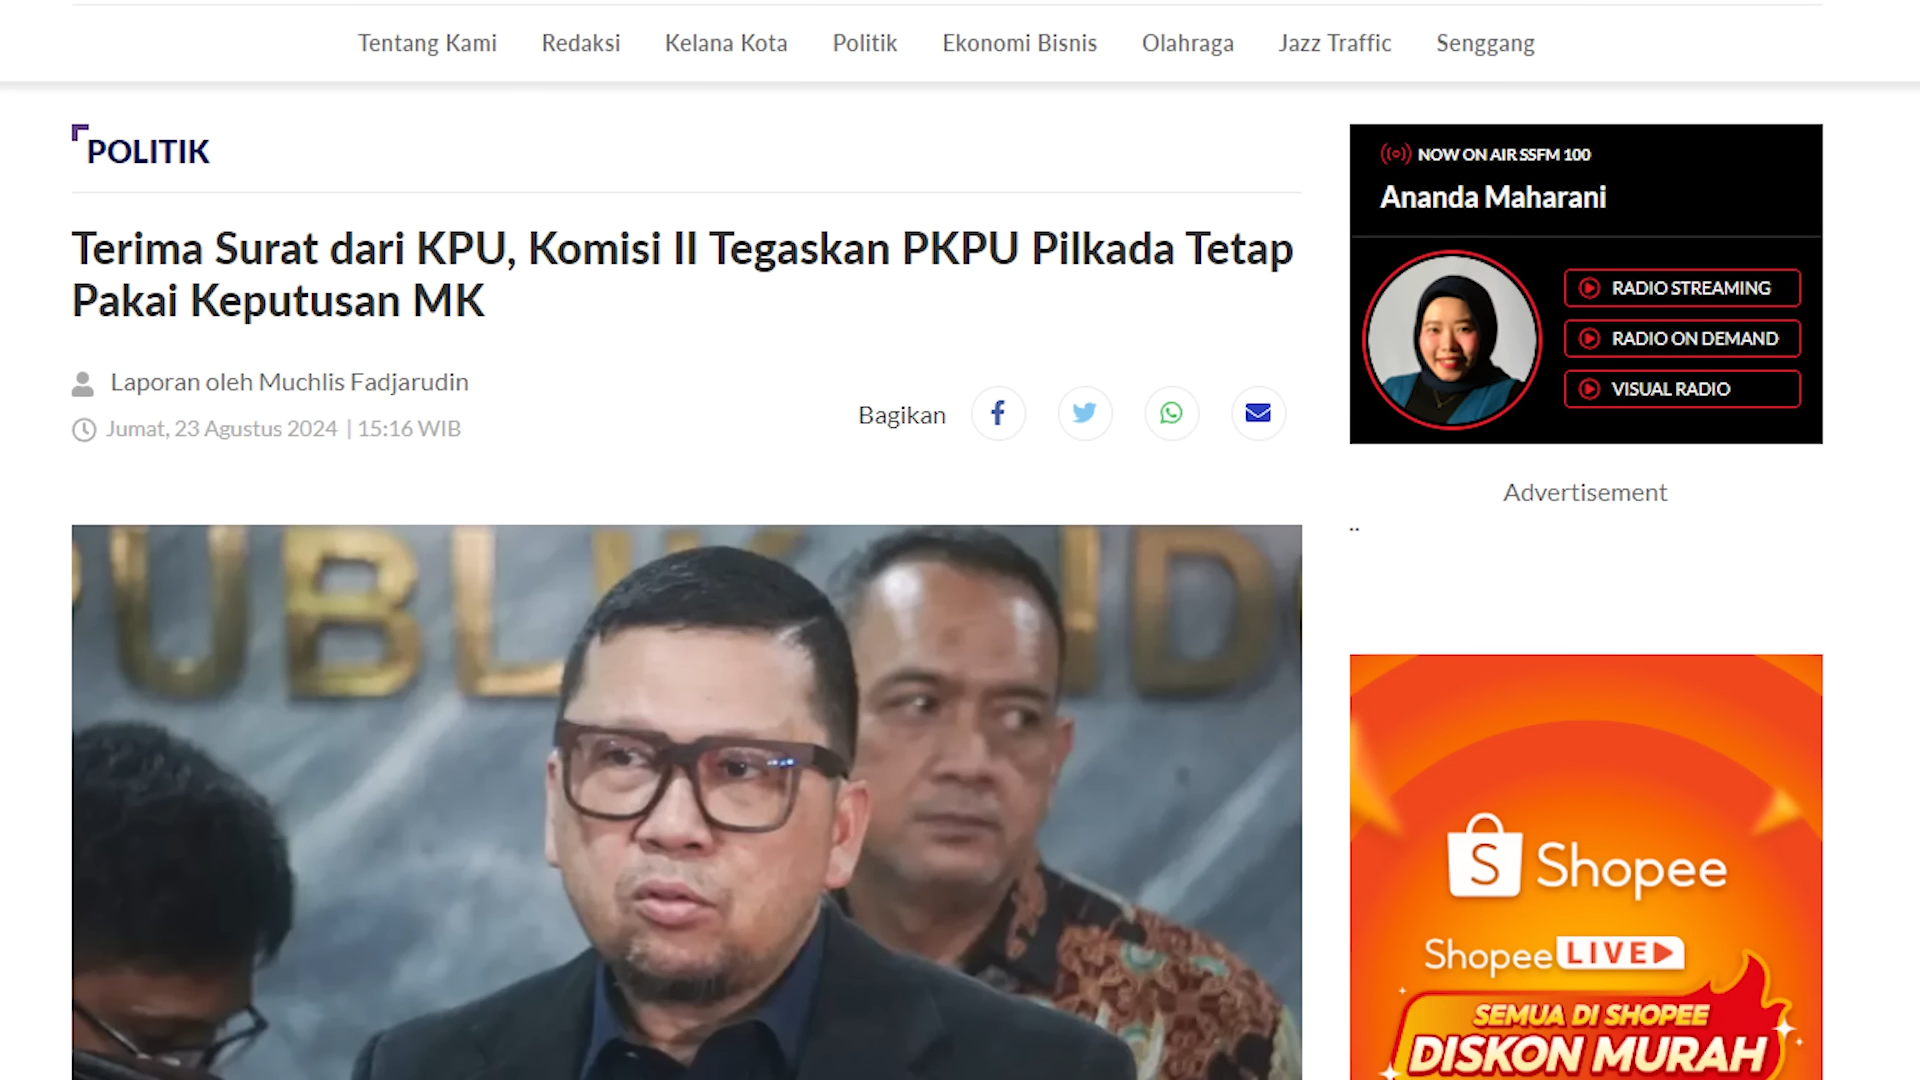 Tentang Kami Redaksi Kelana Kota Politik Ekonomi Bisnis Olahraga Jazz Traffic Senggang
POLITIK
Terima Surat dari KPU, Komisi II Tegaskan PKPU Pilkada Tetap
Pakai Keputusan MK
Laporan oleh Muchlis Fadjarudin
Jumat, 23 Agustus 2024 | 15:16 WIB
Bagikan
PUBLIK INDO
NOW ON AIR SSFM 100
Ananda Maharani
RADIO STREAMING
RADIO ON DEMAND
VISUAL RADIO
Advertisement
..
Shopee
Shopee LIVE
SEMUA DI SHOPEE
DISKON MURAH